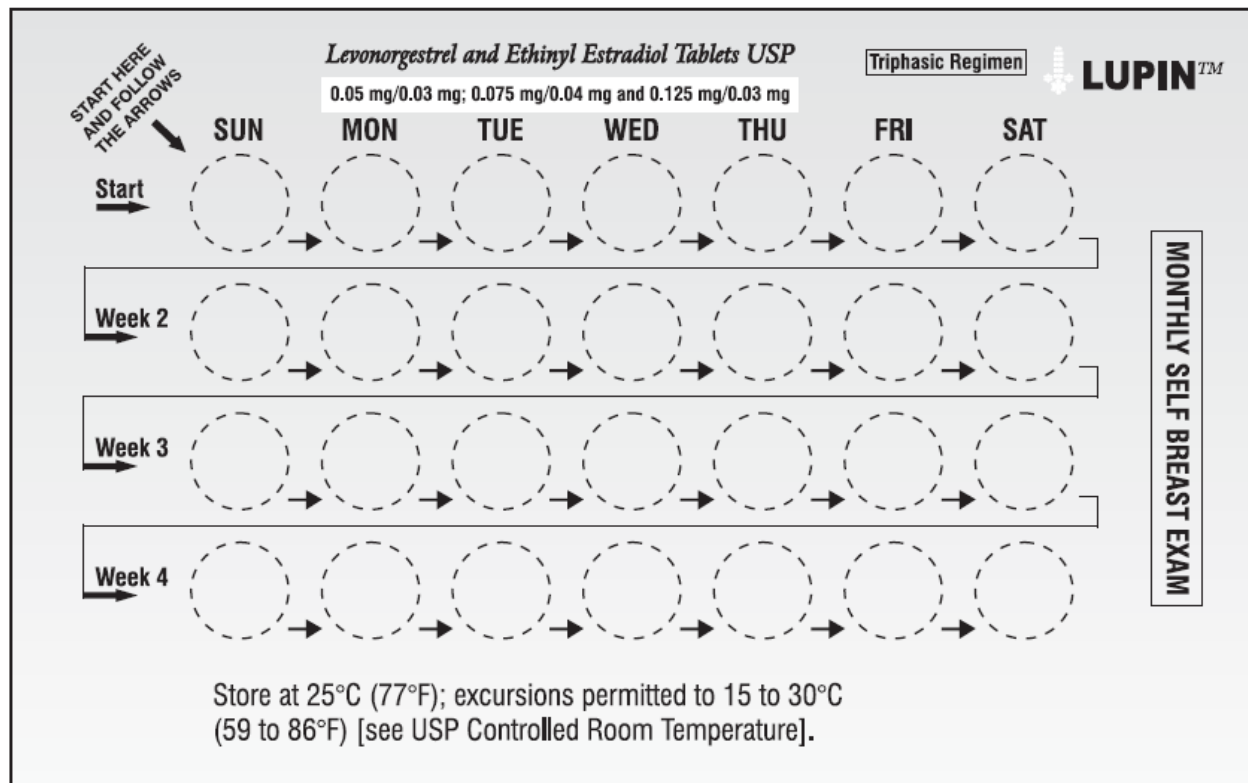 START HERE
AND FOLLOW
THE ARROWS
Levonorgestrel and Ethinyl Estradiol Tablets USP
0.05 mg/0.03 mg; 0.075 mg/0.04 mg and 0.125 mg/0.03 mg
Triphasic Regimen
LUPIN™
SUN MON TUE WED THU FRI SAT
Start
Week 2
Week 3
Week 4
MONTHLY SELF BREAST EXAM
Store at 25°C (77°F); excursions permitted to 15 to 30°C
(59 to 86°F) [see USP Controlled Room Temperature].